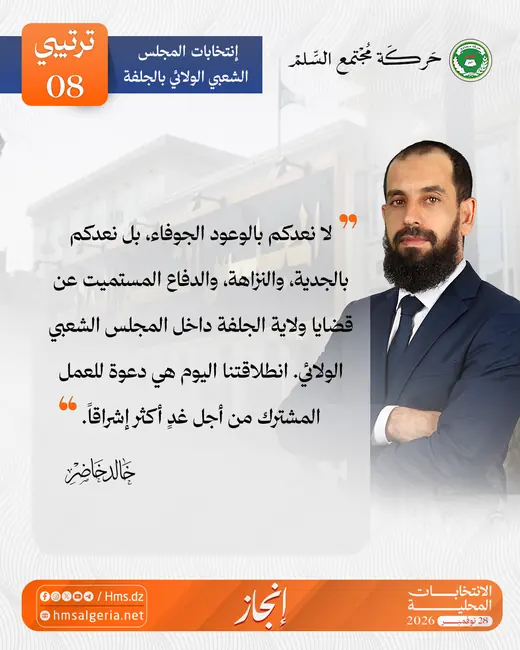 حركة مجتمع السلم
انتخابات المجلس
الشعبي الولائي بالجلفة
ترتيبي
08
" لا نعدكم بالوعود الجوفاء، بل نعدكم
بالجدية، والنزاهة، والدفاع المستميت عن
قضايا ولاية الجلفة داخل المجلس الشعبي
الولائي. انطلاقتنا اليوم هي دعوة للعمل
المشترك من أجل غدٍ أكثر إشراقاً. "
خالد خاضر
الانتخابات
المحلية
28 نوفمبر 2026
إنجاز
/ Hms.dz
hmsalgeria.net